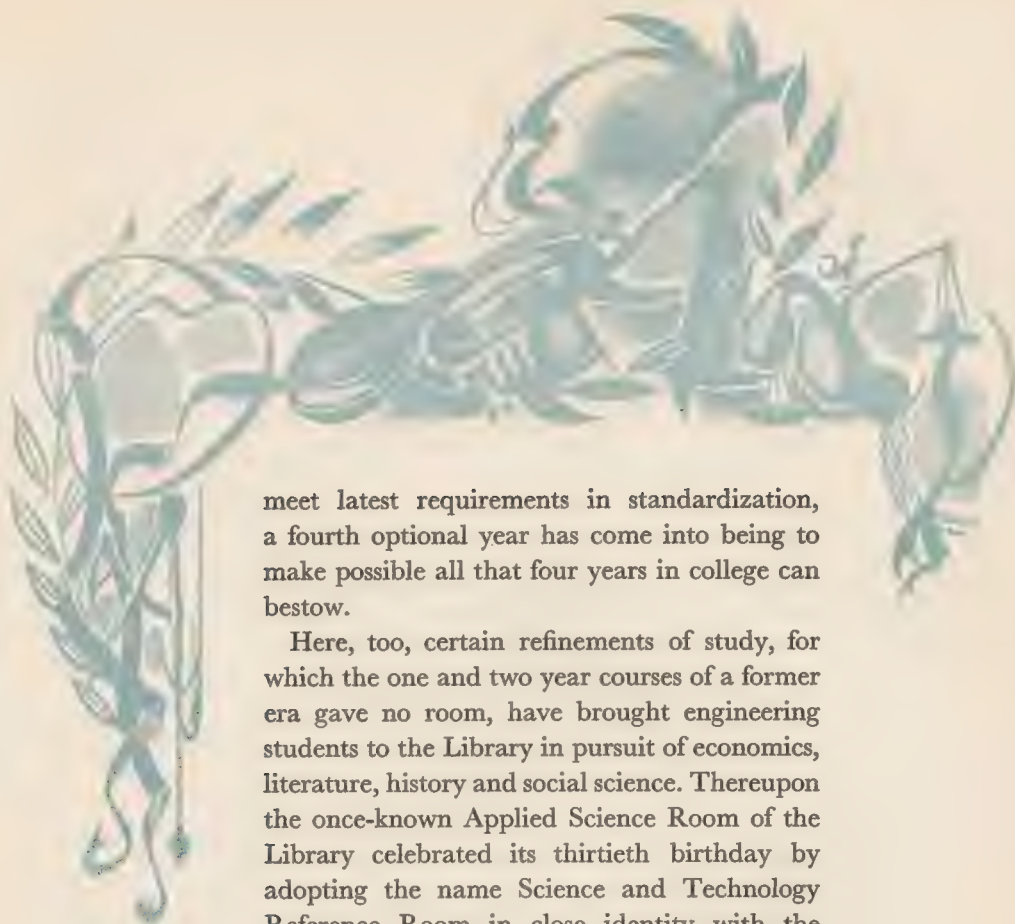 meet latest requirements in standardization,
a fourth optional year has come into being to
make possible all that four years in college can
bestow.
Here, too, certain refinements of study, for
which the one and two year courses of a former
era gave no room, have brought engineering
students to the Library in pursuit of economics,
literature, history and social science. Thereupon
the once-known Applied Science Room of the
Library celebrated its thirtieth birthday by
adopting the name Science and Technology
Reference Room in close identity with the